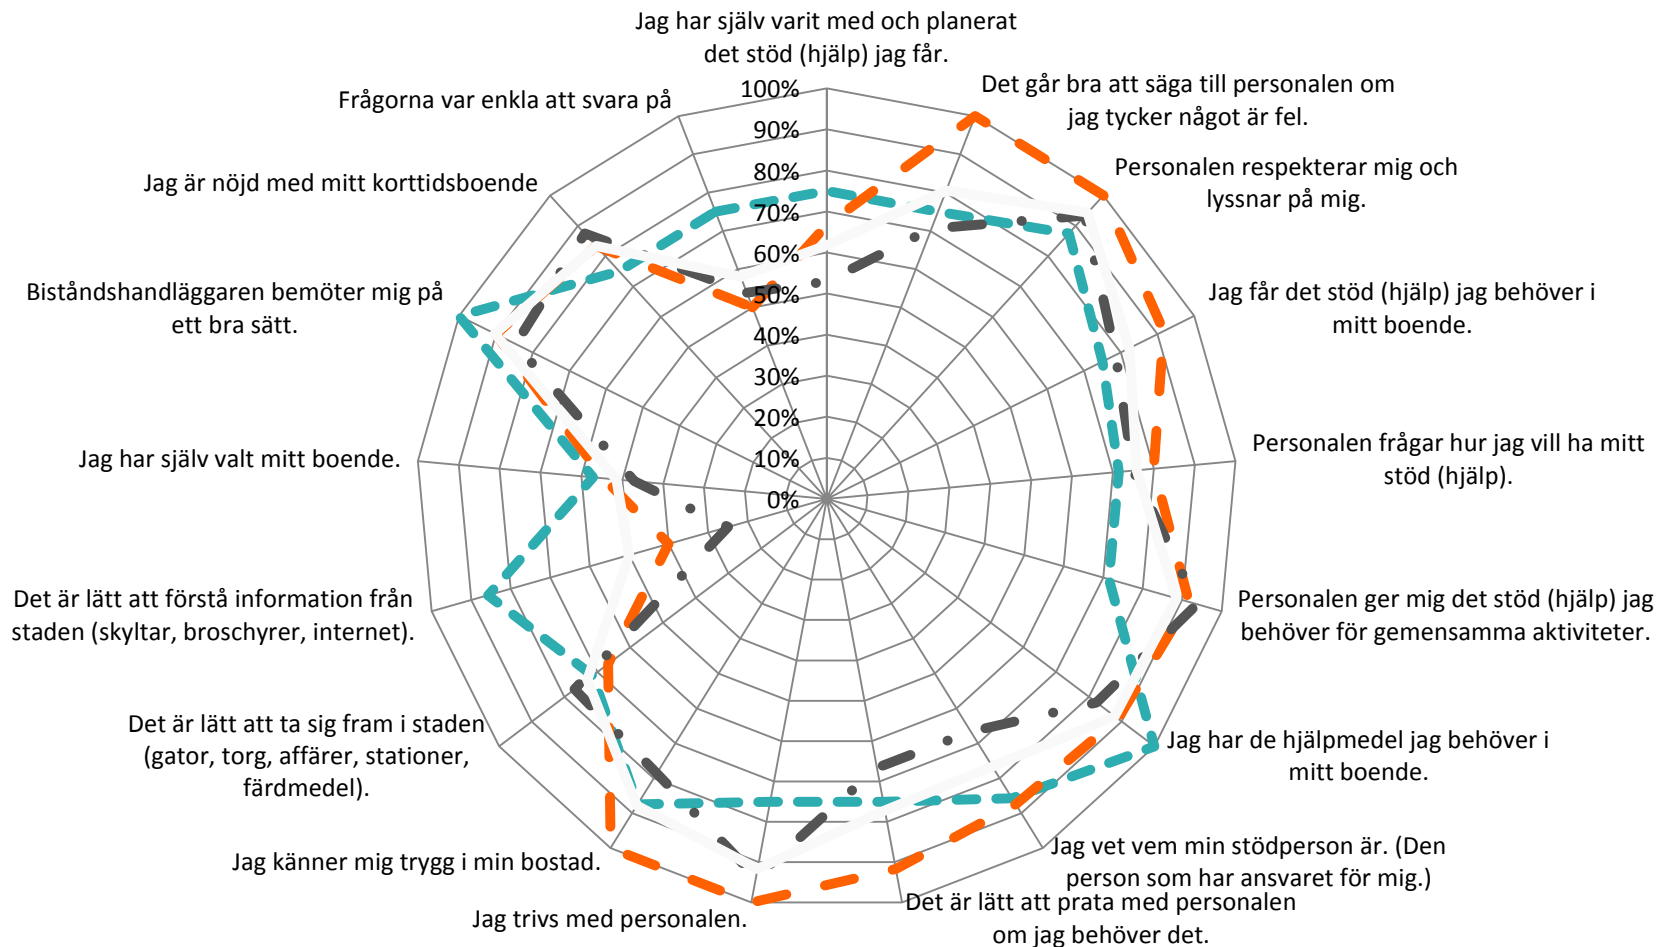 Jag har själv varit med och planerat
det stöd (hjälp) jag får.
Det går bra att säga till personalen om
jag tycker något är fel.
Personalen respekterar mig och
lyssnar på mig.
Jag får det stöd (hjälp) jag behöver i
mitt boende.
Personalen frågar hur jag vill ha mitt
stöd (hjälp).
Personalen ger mig det stöd (hjälp) jag
behöver för gemensamma aktiviteter.
Jag har de hjälpmedel jag behöver i
mitt boende.
Jag vet vem min stödperson är. (Den
person som har ansvaret för mig.)
Det är lätt att prata med personalen
om jag behöver det.
Jag trivs med personalen.
Jag känner mig trygg i min bostad.
Det är lätt att ta sig fram i staden
(gator, torg, affärer, stationer,
färdmedel).
Det är lätt att förstå information från
staden (skyltar, broschyrer, internet).
Jag har själv valt mitt boende.
Biståndshandläggaren bemöter mig på
ett bra sätt.
Jag är nöjd med mitt korttidsboende
Frågorna var enkla att svara på
100%
90%
80%
70%
60%
50%
40%
30%
20%
10%
0%